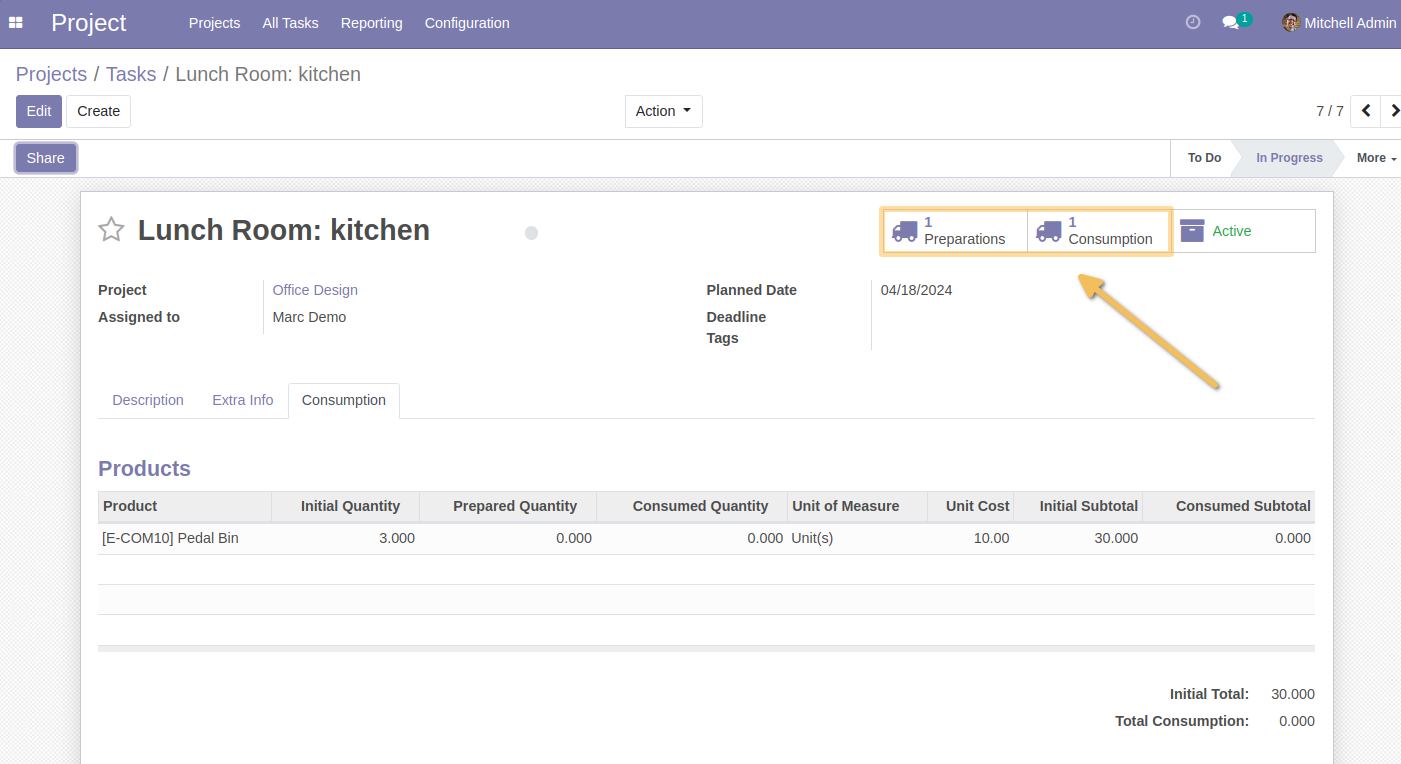 Project Projects All Tasks Reporting Configuration 1 Mitchell Admin
Projects / Tasks / Lunch Room: kitchen
Edit Create Action 7 / 7
Share To Do In Progress More
Lunch Room: kitchen
1 Preparations
1 Consumption
Active
Project Office Design
Assigned to Marc Demo
Planned Date 04/18/2024
Deadline
Tags
Description Extra Info Consumption
Products
Product Initial Quantity Prepared Quantity Consumed Quantity Unit of Measure Unit Cost Initial Subtotal Consumed Subtotal
[E-COM10] Pedal Bin 3.000 0.000 0.000 Unit(s) 10.00 30.000 0.000
Initial Total: 30.000
Total Consumption: 0.000